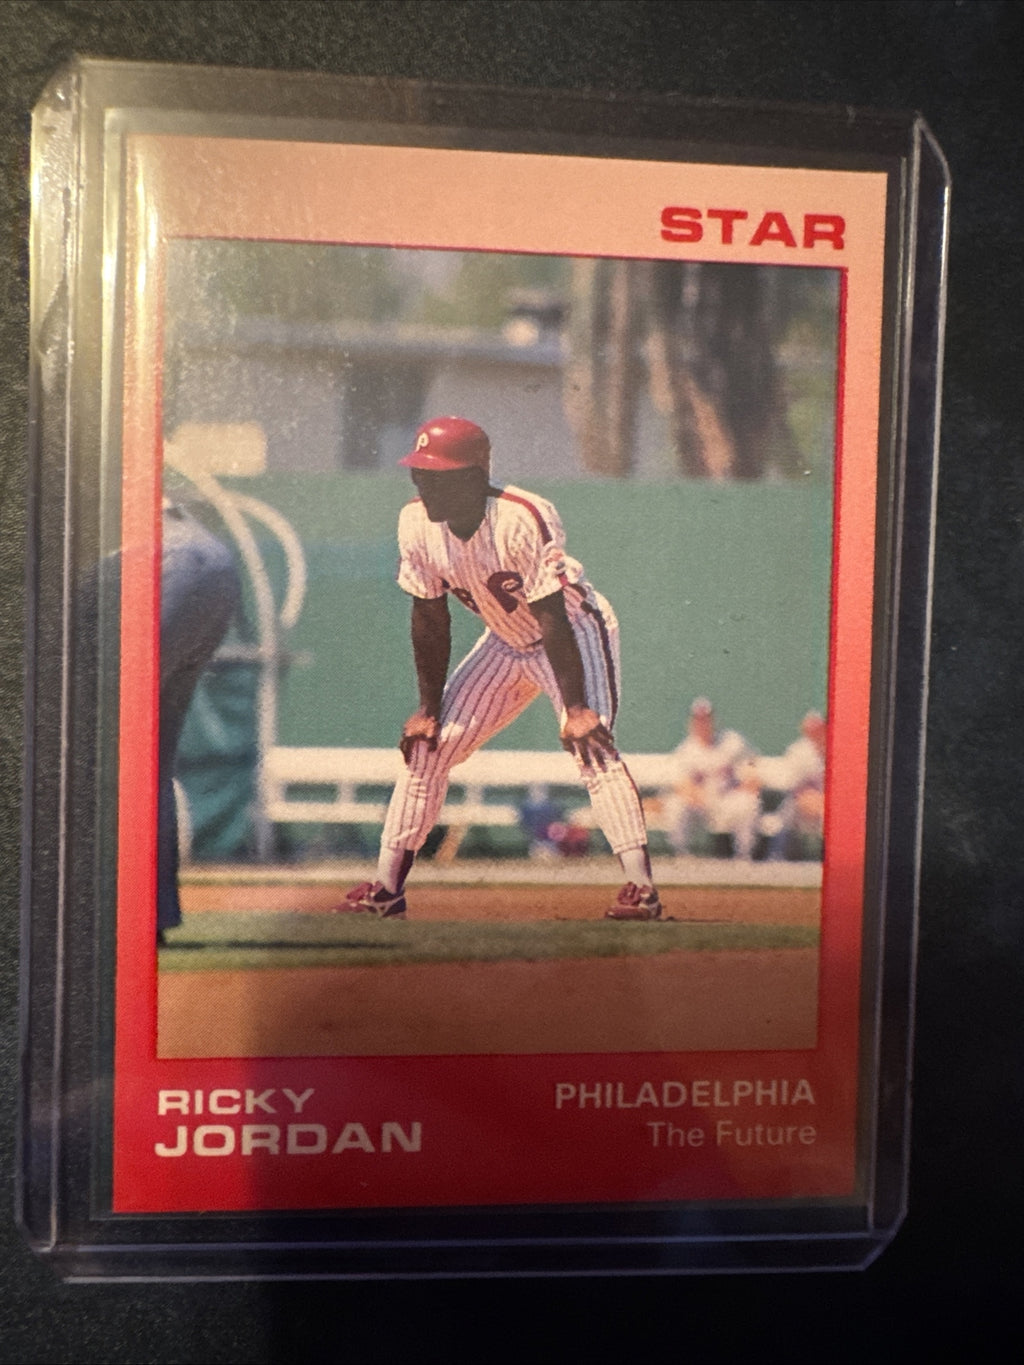 STAR
P
P
RICKY
JORDAN
PHILADELPHIA
The Future